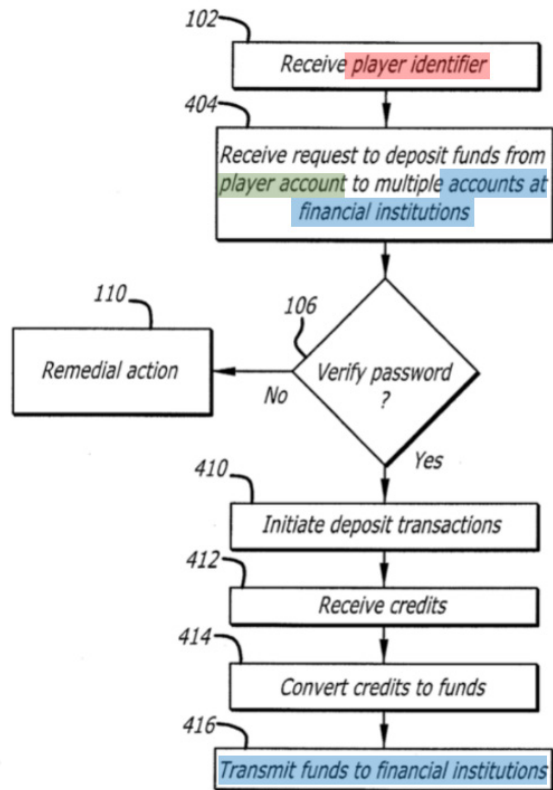 102
Receive player identifier
404
Receive request to deposit funds from
player account to multiple accounts at
financial institutions
110
106
Remedial action
Verify password
?
No
Yes
410
Initiate deposit transactions
412
Receive credits
414
Convert credits to funds
416
Transmit funds to financial institutions